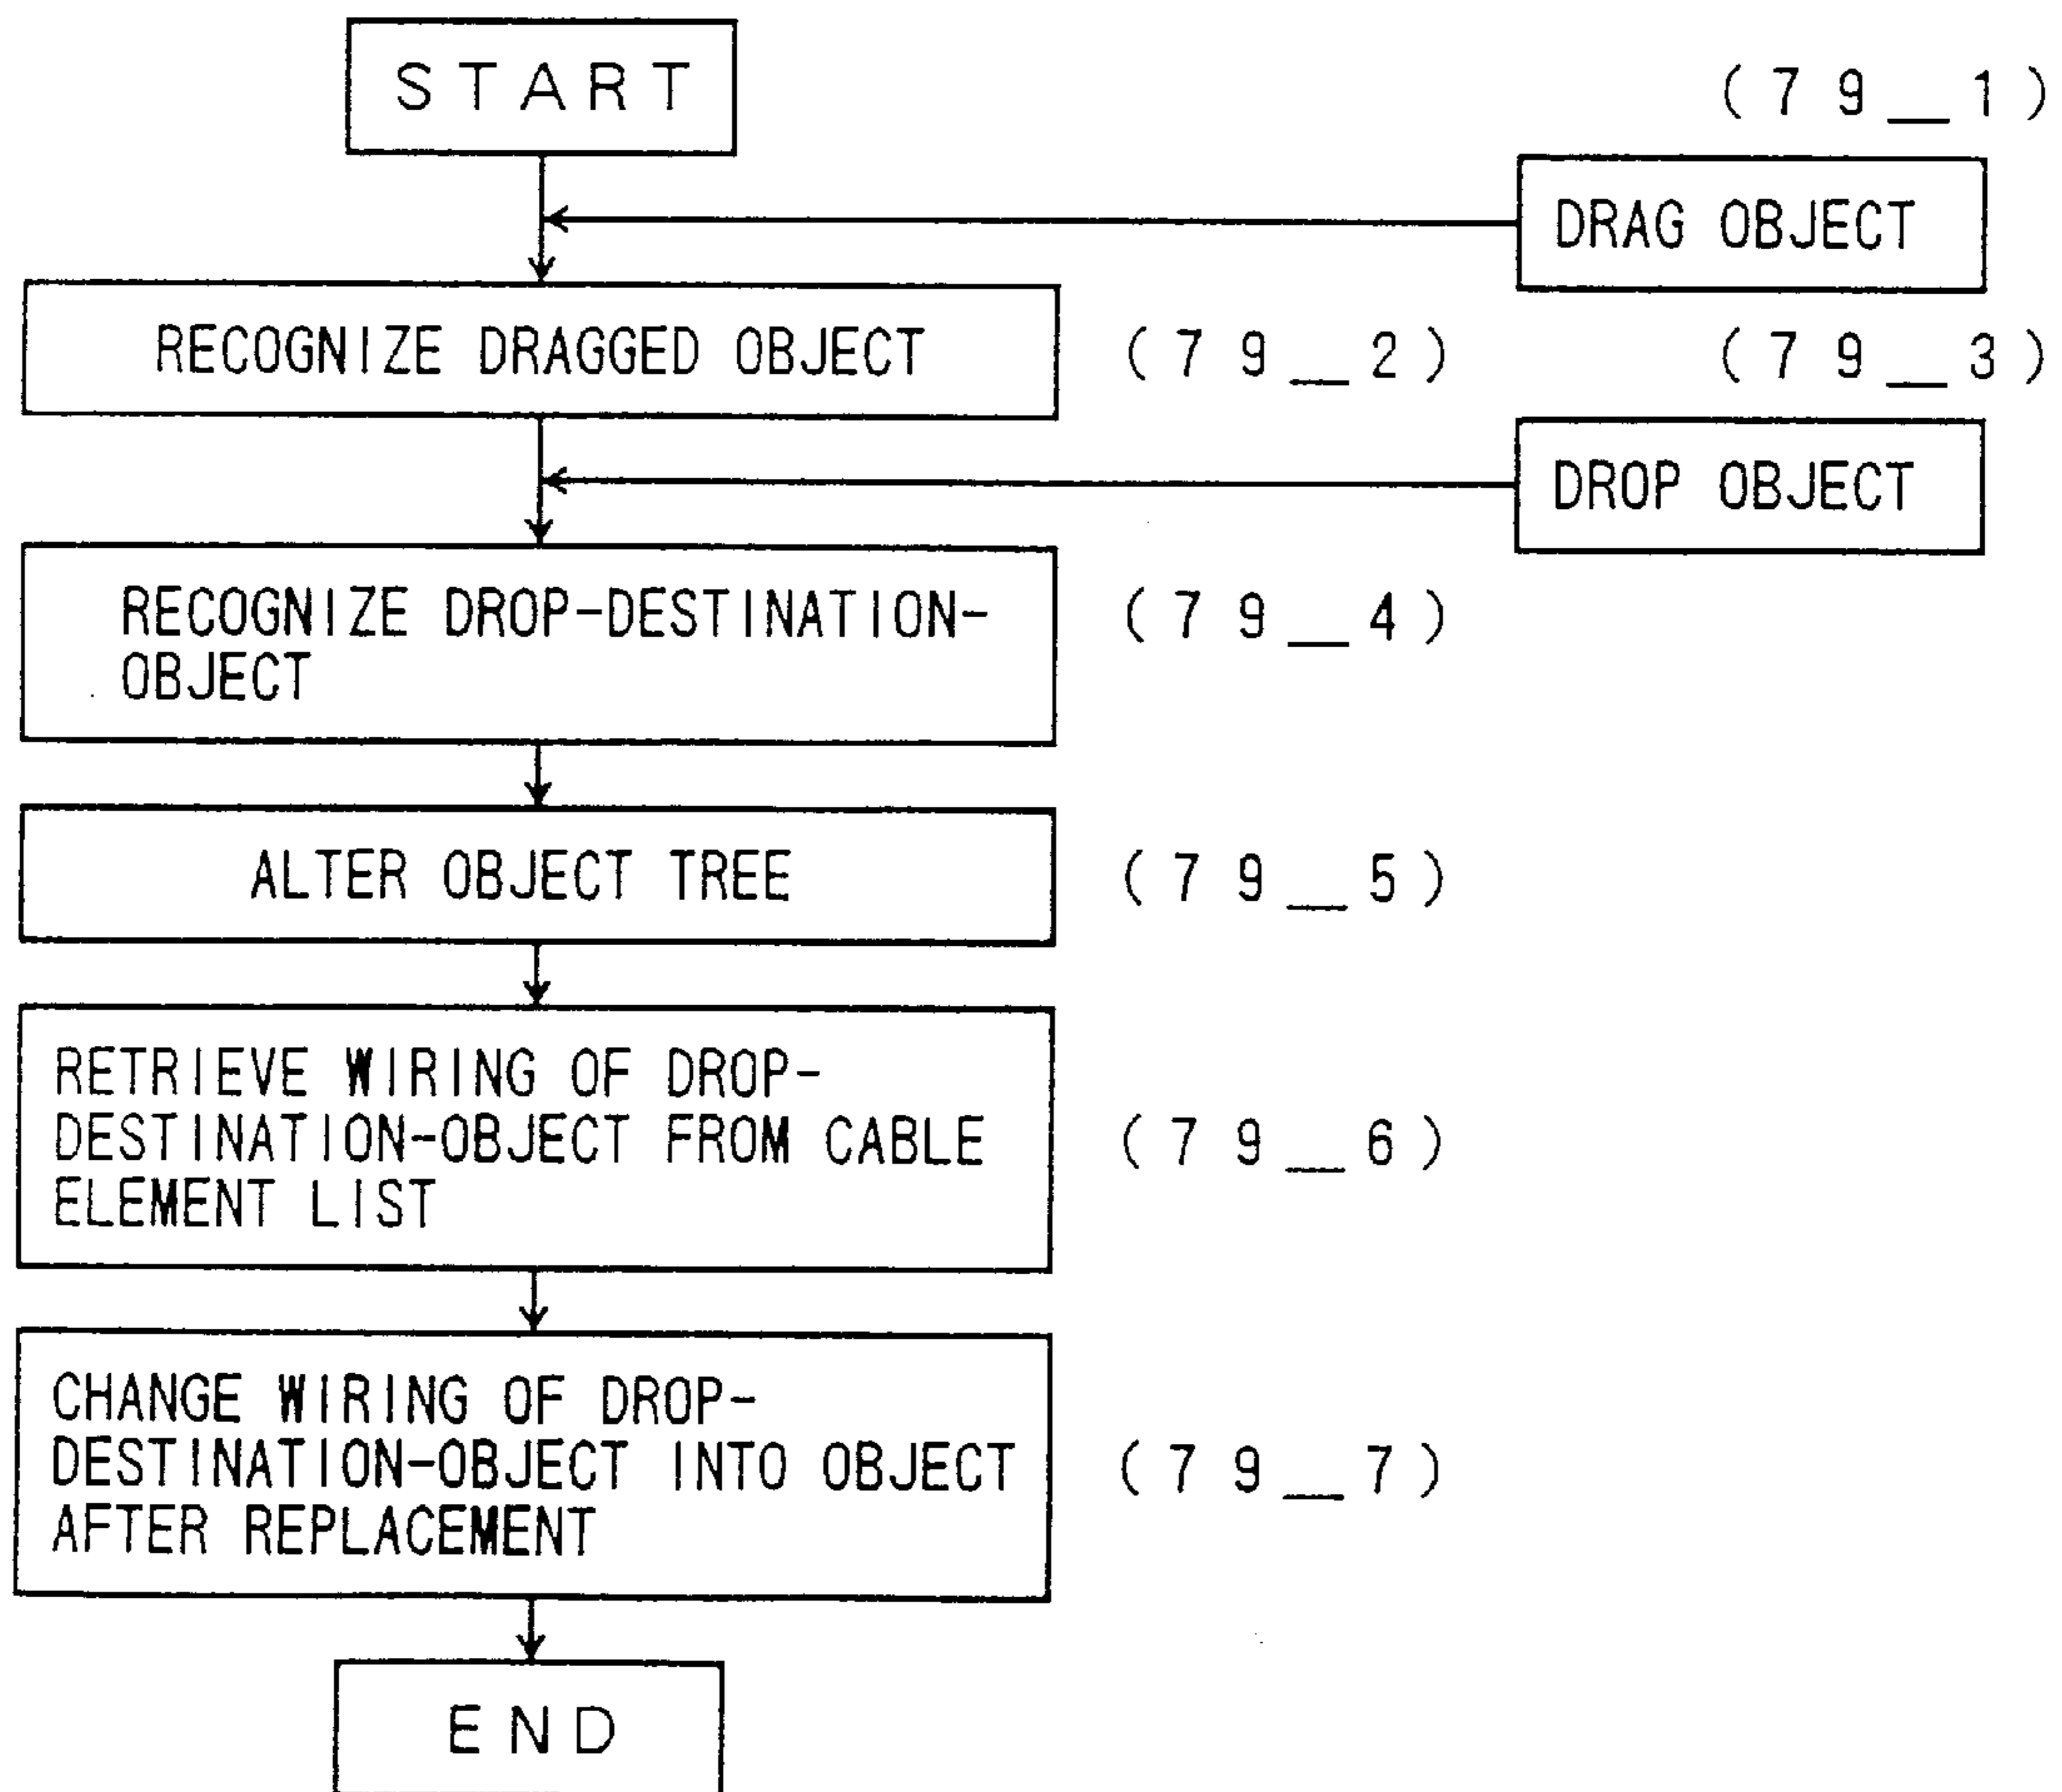 START
(79_1)
DRAG OBJECT
RECOGNIZE DRAGGED OBJECT
(79_2)
(79_3)
DROP OBJECT
RECOGNIZE DROP-DESTINATION-
OBJECT
(79_4)
ALTER OBJECT TREE
(79_5)
RETRIEVE WIRING OF DROP-
DESTINATION-OBJECT FROM CABLE
ELEMENT LIST
(79_6)
CHANGE WIRING OF DROP-
DESTINATION-OBJECT INTO OBJECT
AFTER REPLACEMENT
(79_7)
END